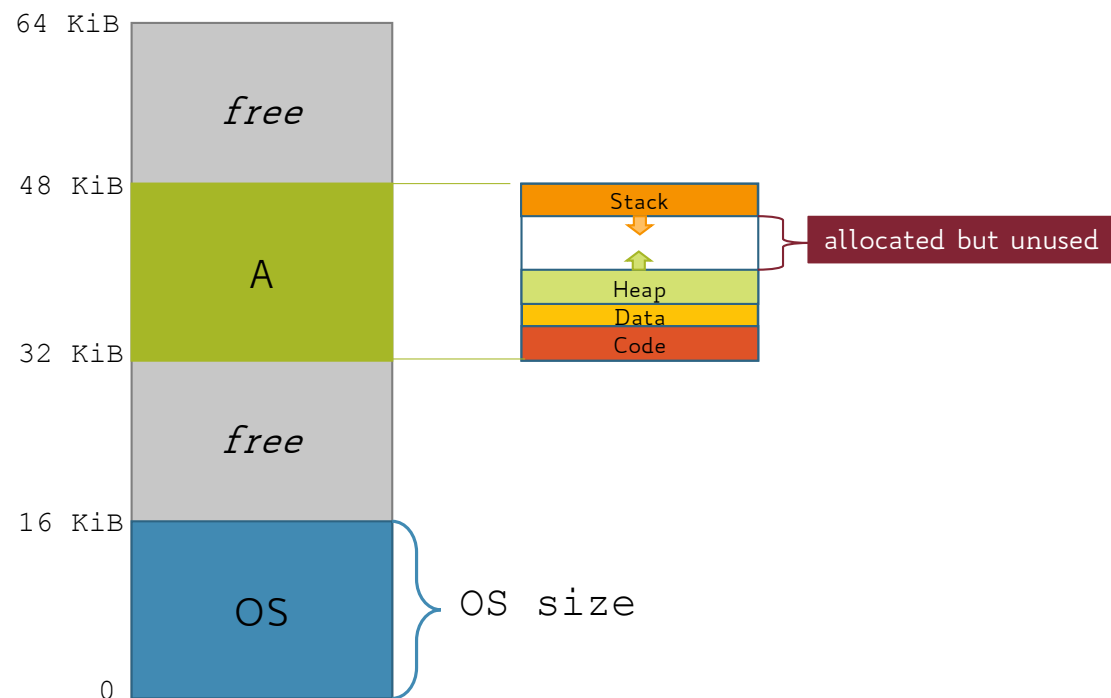 64 KiB
free
48 KiB
A
32 KiB
free
16 KiB
OS
0
OS size
Stack
allocated but unused
Heap
Data
Code